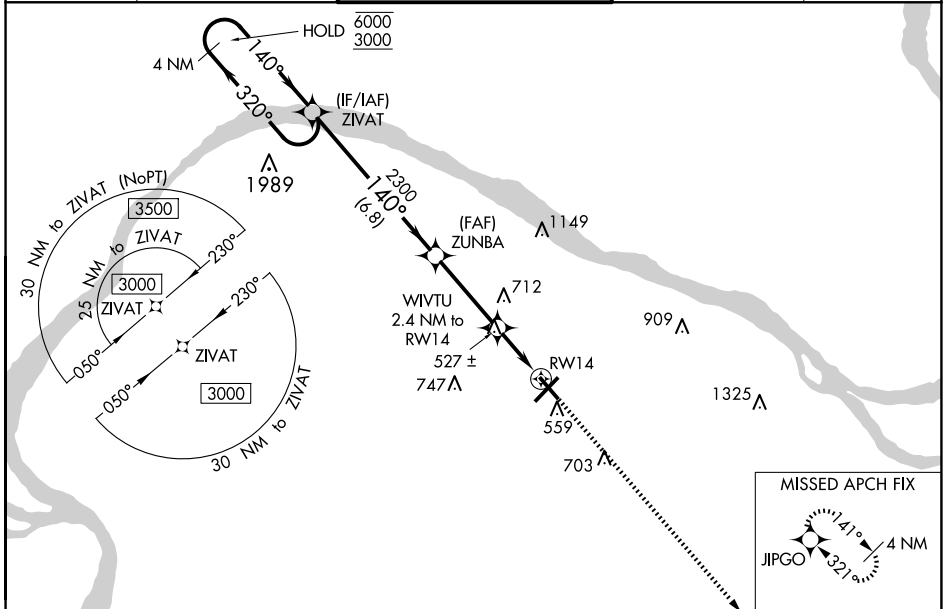 HOLD
6000
3000
4 NM
140°
320°
(IF/IAF)
ZIVAT
1989
2300
140°
(6.8)
(FAF)
ZUNBA
1149
30 NM to ZIVAT (NoPT)
3500
25 NM to ZIVAT
3000
230°
ZIVAT
050°
230°
ZIVAT
050°
3000
30 NM to ZIVAT
712
WIVTU
2.4 NM to
RW14
527 ±
747
909
RW14
559
1325
703
MISSED APCH FIX
141°
4 NM
JIPGO
321°